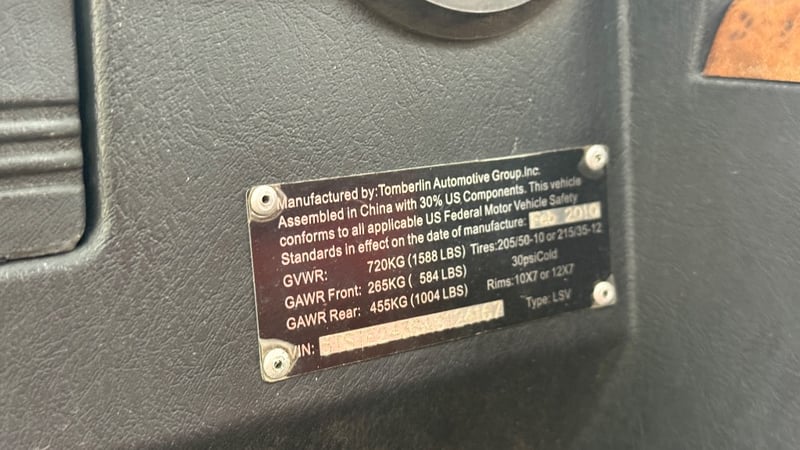 Manufactured by:Tomberlin Automotive Group.Inc.
Assembled in China with 30% US Components. This vehicle
conforms to all applicable US Federal Motor Vehicle Safety
Standards in effect on the date of manufacture: Feb 2010
GVWR: 720KG (1588 LBS) Tires:205/50-10 or 215/35-12
GAWR Front: 265KG ( 584 LBS) 30psiCold
GAWR Rear: 455KG (1004 LBS) Rims:10X7 or 12X7
VIN: Type: LSV